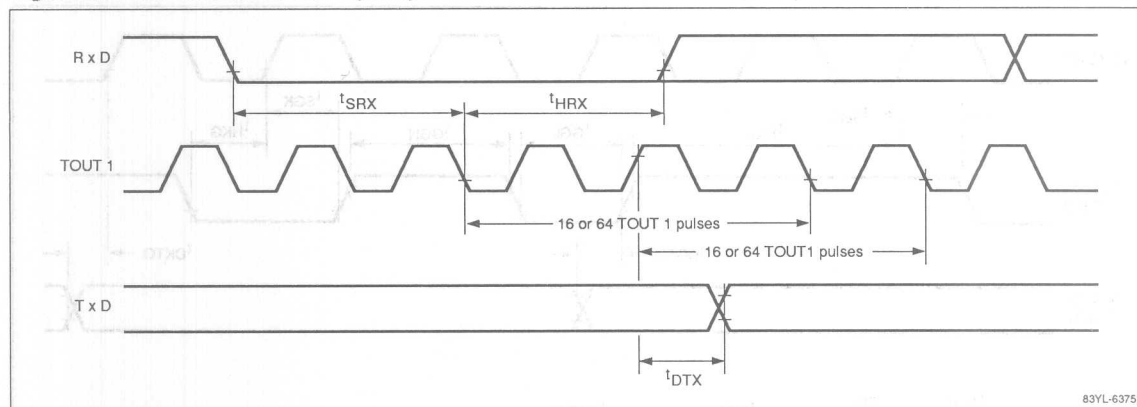 R x D
tSRX
tHRX
TOUT 1
16 or 64 TOUT 1 pulses
16 or 64 TOUT1 pulses
T x D
tDTX
83YL-6375